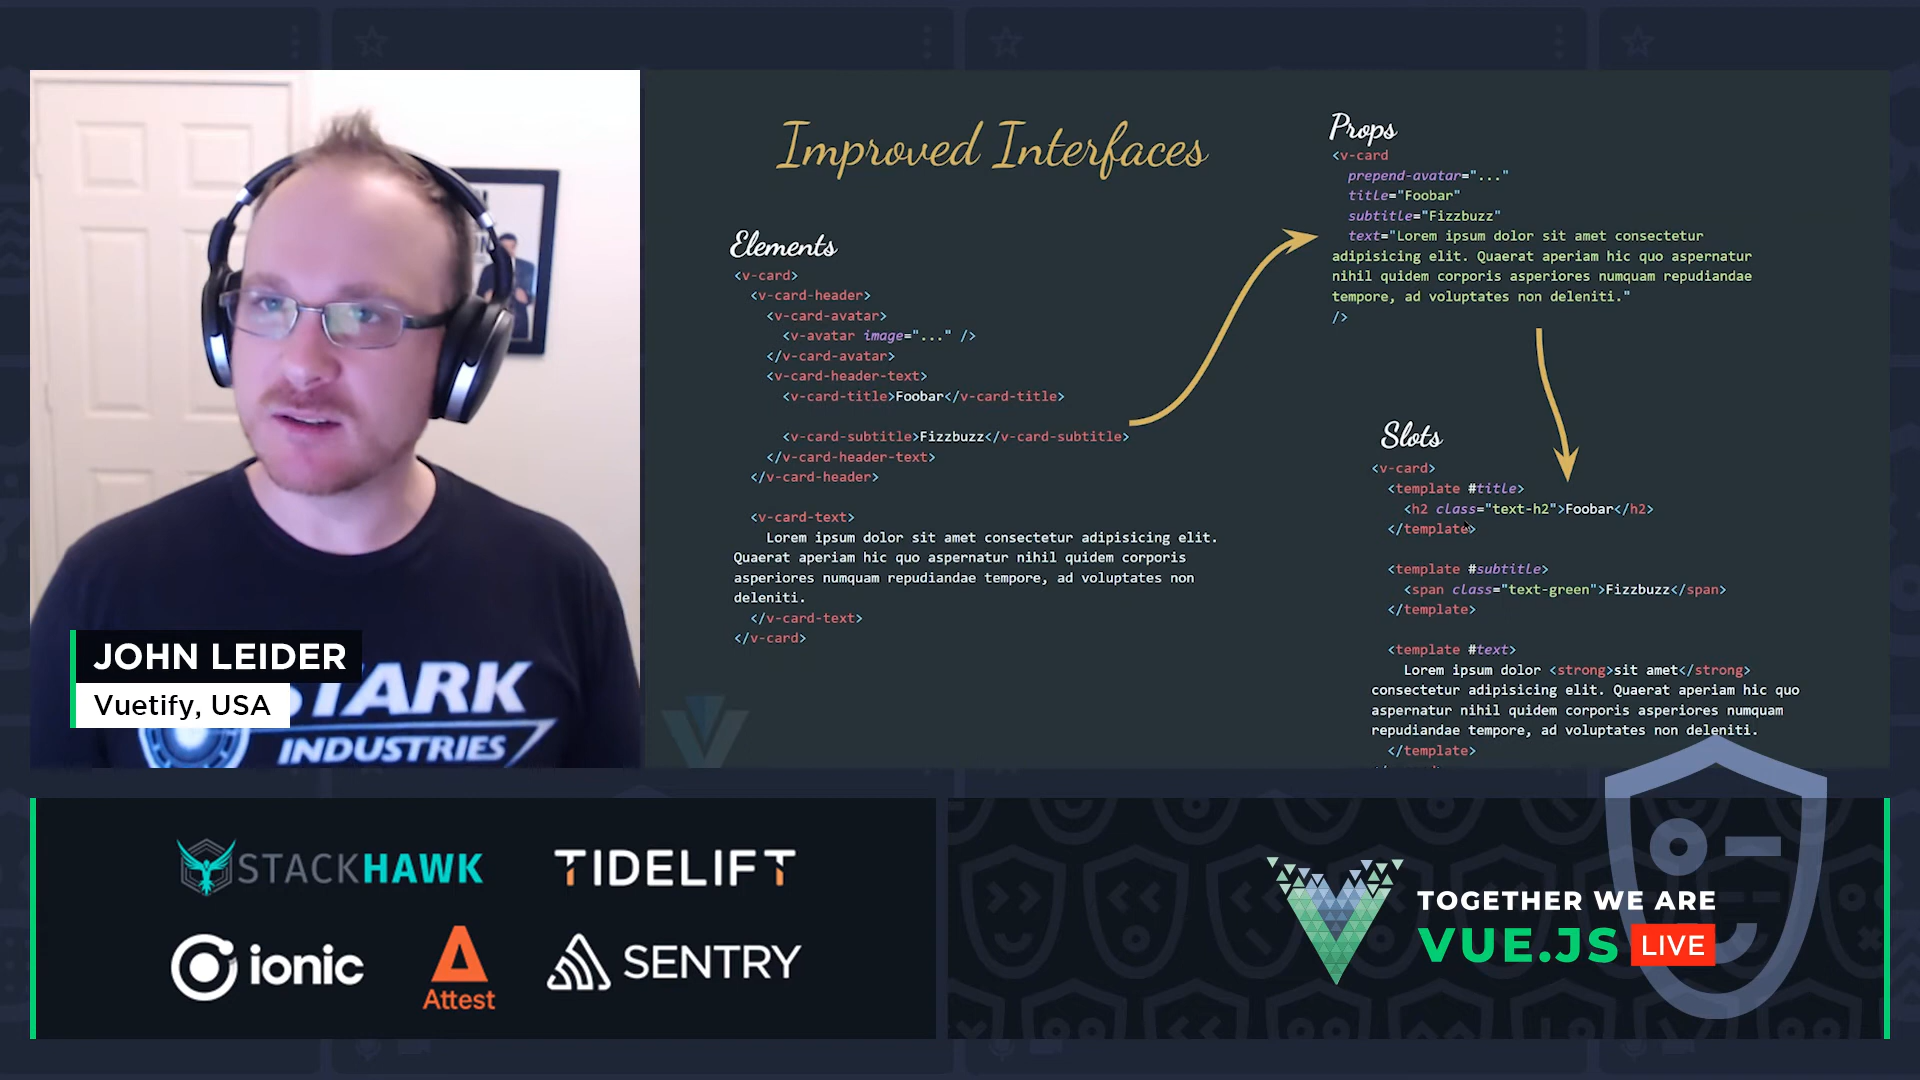 Improved Interfaces
Elements
<v-card>
<v-card-header>
<v-card-avatar>
<v-avatar image="..." />
</v-card-avatar>
<v-card-header-text>
<v-card-title>Foobar</v-card-title>
<v-card-subtitle>Fizzbuzz</v-card-subtitle>
</v-card-header-text>
</v-card-header>
<v-card-text>
Lorem ipsum dolor sit amet consectetur adipisicing elit.
Quaerat aperiam hic quo aspernatur nihil quidem corporis
asperiores numquam repudiandae tempore, ad voluptates non
deleniti.
</v-card-text>
</v-card>
Props
<v-card
prepend-avatar="..."
title="Foobar"
subtitle="Fizzbuzz"
text="Lorem ipsum dolor sit amet consectetur
adipisicing elit. Quaerat aperiam hic quo aspernatur
nihil quidem corporis asperiores numquam repudiandae
tempore, ad voluptates non deleniti."
/>
Slots
<v-card>
<template #title>
<h2 class="text-h2">Foobar</h2>
</template>
<template #subtitle>
<span class="text-green">Fizzbuzz</span>
</template>
<template #text>
Lorem ipsum dolor <strong>sit amet</strong>
consectetur adipisicing elit. Quaerat aperiam hic quo
aspernatur nihil quidem corporis asperiores numquam
repudiandae tempore, ad voluptates non deleniti.
</template>
JOHN LEIDER
Vuetify, USA
STARK
INDUSTRIES
STACKHAWK
TIDELIFT
ionic
Attest
SENTRY
TOGETHER WE ARE
VUE.JS LIVE